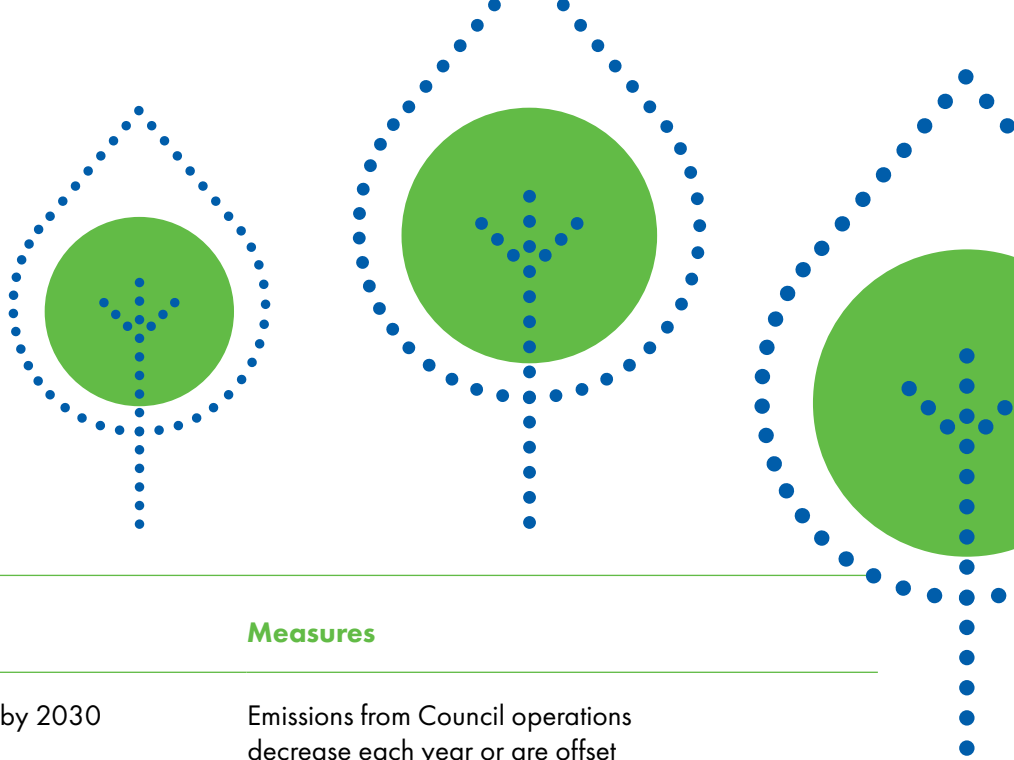 Measures
by 2030
Emissions from Council operations
decrease each year or are offset